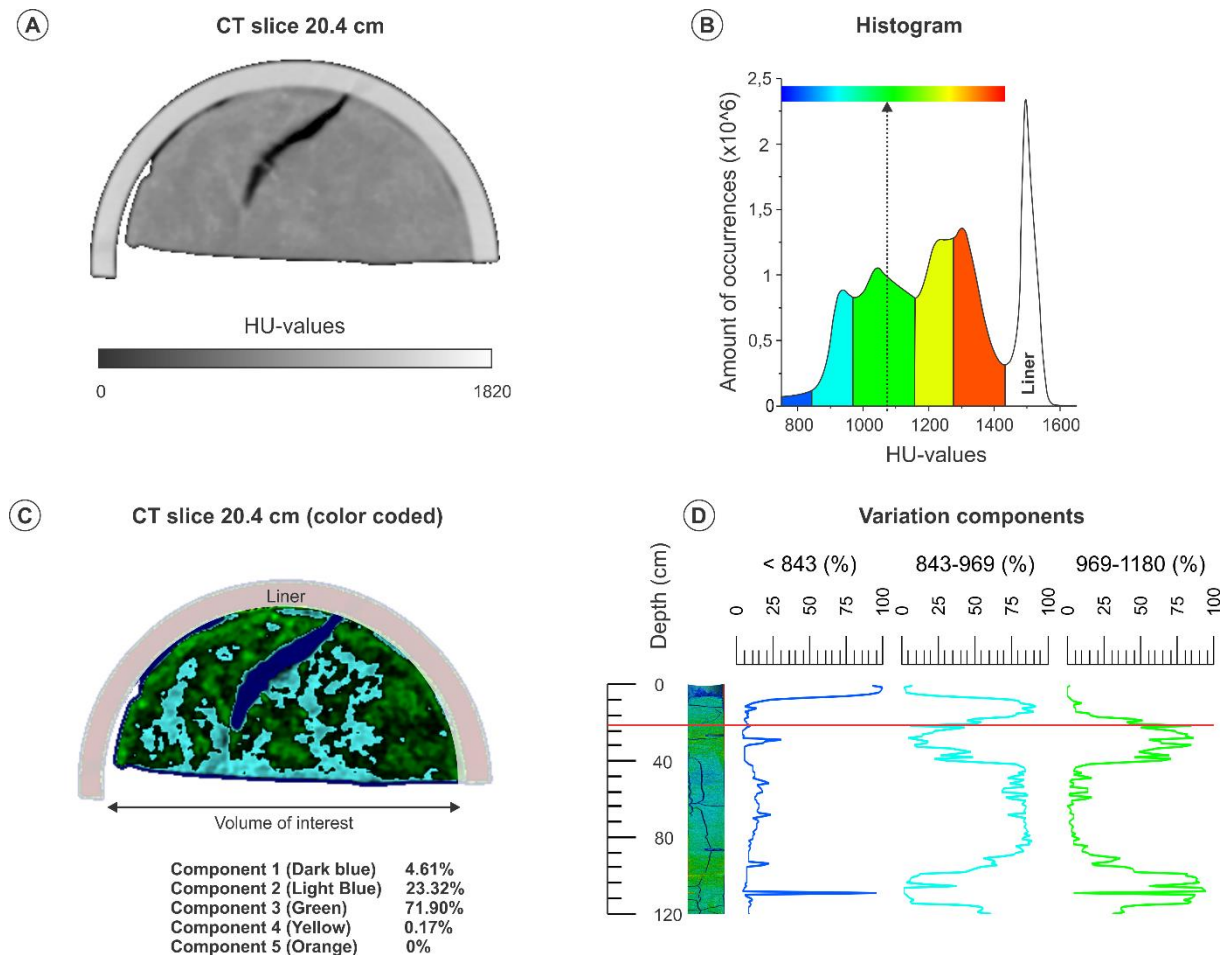 A
CT slice 20.4 cm
HU-values
0
1820
B
Histogram
Amount of occurrences (x10^6)
2,5
2
1,5
1
0,5
0
Liner
800
1000
1200
1400
1600
HU-values
C
CT slice 20.4 cm (color coded)
Liner
Volume of interest
Component 1 (Dark blue) 4.61%
Component 2 (Light Blue) 23.32%
Component 3 (Green) 71.90%
Component 4 (Yellow) 0.17%
Component 5 (Orange) 0%
D
Variation components
Depth (cm)
< 843 (%)
843-969 (%)
969-1180 (%)
0 25 50 75 100
0 25 50 75 100
0 25 50 75 100
0
40
80
120